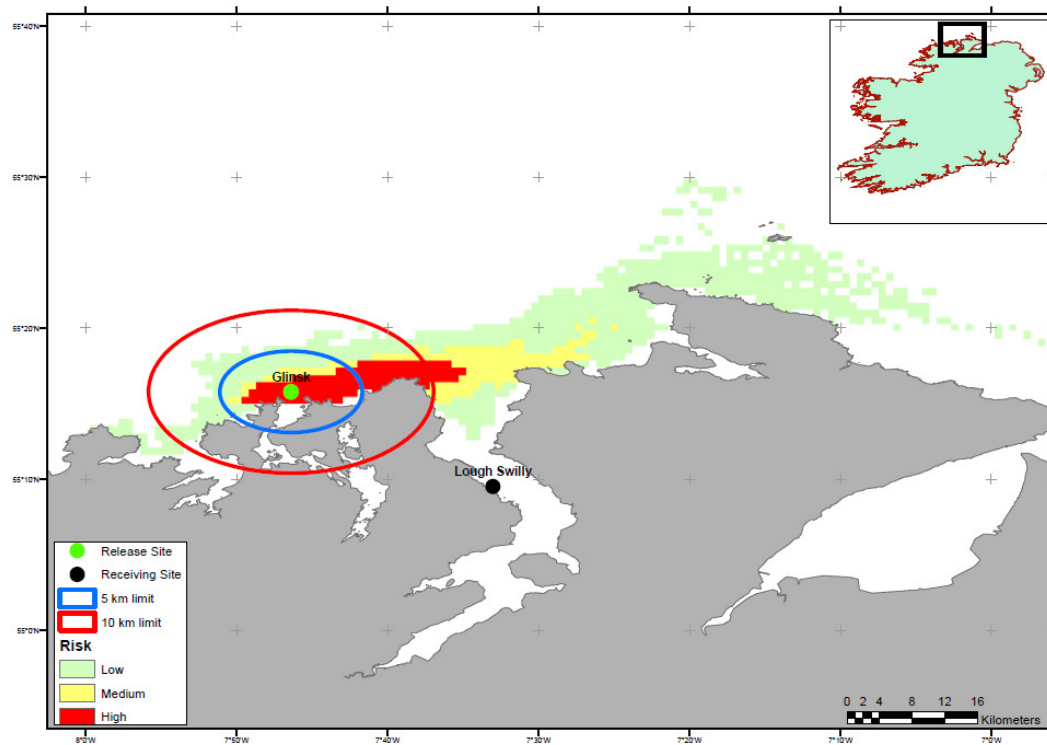 55°40'N
55°30'N
55°20'N
Glinsk
55°10'N
Lough Swilly
Release Site
Receiving Site
5 km limit
10 km limit
55°0'N
Risk
Low
Medium
High
0 2 4 8 12 16
Kilometers
8°0'W 7°50'W 7°40'W 7°30'W 7°20'W 7°10'W 7°0'W